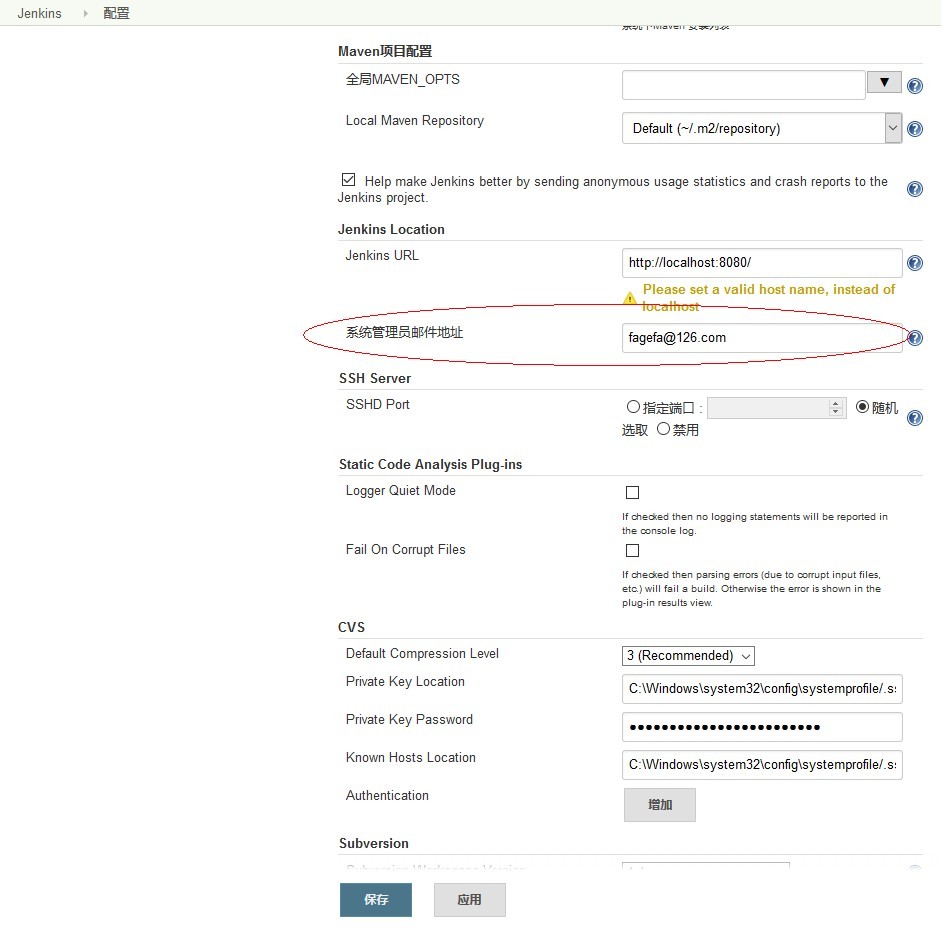 Jenkins 配置
Maven项目配置
全局MAVEN_OPTS
▼
Local Maven Repository
Default (~/.m2/repository)
Help make Jenkins better by sending anonymous usage statistics and crash reports to the
Jenkins project.
Jenkins Location
Jenkins URL
http://localhost:8080/
Please set a valid host name, instead of
localhost
系统管理员邮件地址
fagefa@126.com
SSH Server
SSHD Port
指定端口 : 随机
选取 禁用
Static Code Analysis Plug-ins
Logger Quiet Mode
If checked then no logging statements will be reported in
the console log.
Fail On Corrupt Files
If checked then parsing errors (due to corrupt input files,
etc.) will fail a build. Otherwise the error is shown in the
plug-in results view.
CVS
Default Compression Level
3 (Recommended)
Private Key Location
C:\Windows\system32\config\systemprofile/.s
Private Key Password
Known Hosts Location
C:\Windows\system32\config\systemprofile/.s
Authentication
增加
Subversion
保存 应用